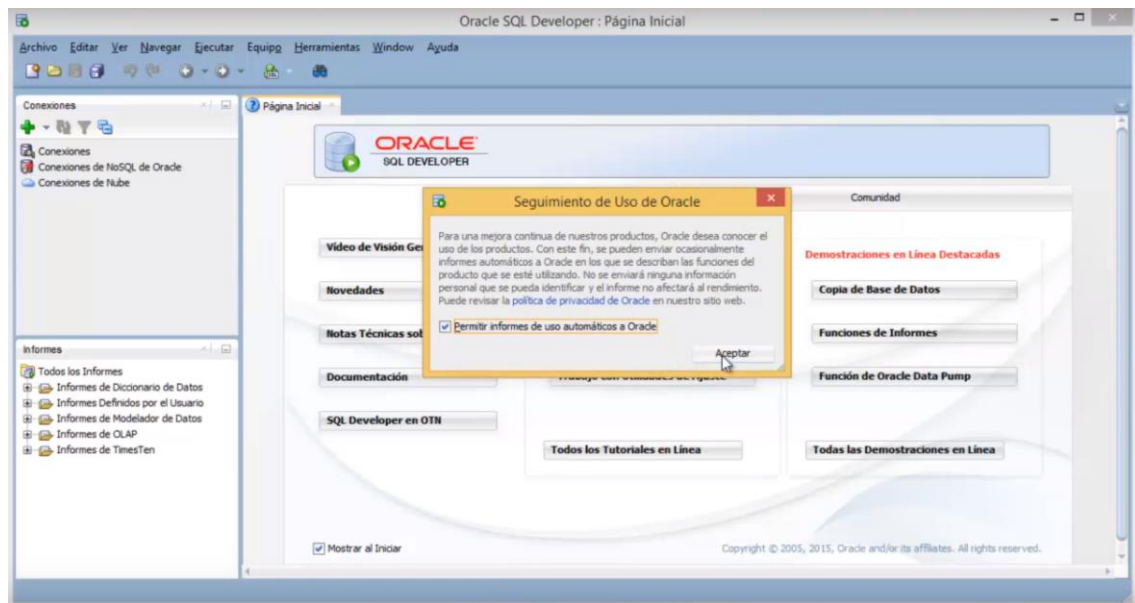 Oracle SQL Developer : Página Inicial
Archivo Editar Ver Navegar Ejecutar Equipo Herramientas Window Ayuda
Conexiones
Conexiones
Conexiones de NoSQL de Oracle
Conexiones de Nube
Informes
Todos los Informes
Informes de Diccionario de Datos
Informes Definidos por el Usuario
Informes de Modelador de Datos
Informes de OLAP
Informes de TimesTen
Página Inicial
ORACLE
SQL DEVELOPER
Comunidad
Vídeo de Visión Ge
Novedades
Notas Técnicas so
Documentación
SQL Developer en OTN
Seguimiento de Uso de Oracle
Para una mejora continua de nuestros productos, Oracle desea conocer el
uso de los productos. Con este fin, se pueden enviar ocasionalmente
informes automáticos a Oracle en los que se describan las funciones del
producto que se esté utilizando. No se enviará ninguna información
personal que se pueda identificar y el informe no afectará al rendimiento.
Puede revisar la política de privacidad de Oracle en nuestro sitio web.
Permitir informes de uso automáticos a Oracle
Aceptar
Todos los Tutoriales en Línea
Demostraciones en Línea Destacadas
Copia de Base de Datos
Funciones de Informes
Función de Oracle Data Pump
Todas las Demostraciones en Línea
Mostrar al Iniciar
Copyright © 2005, 2015, Oracle and/or its affiliates. All rights reserved.